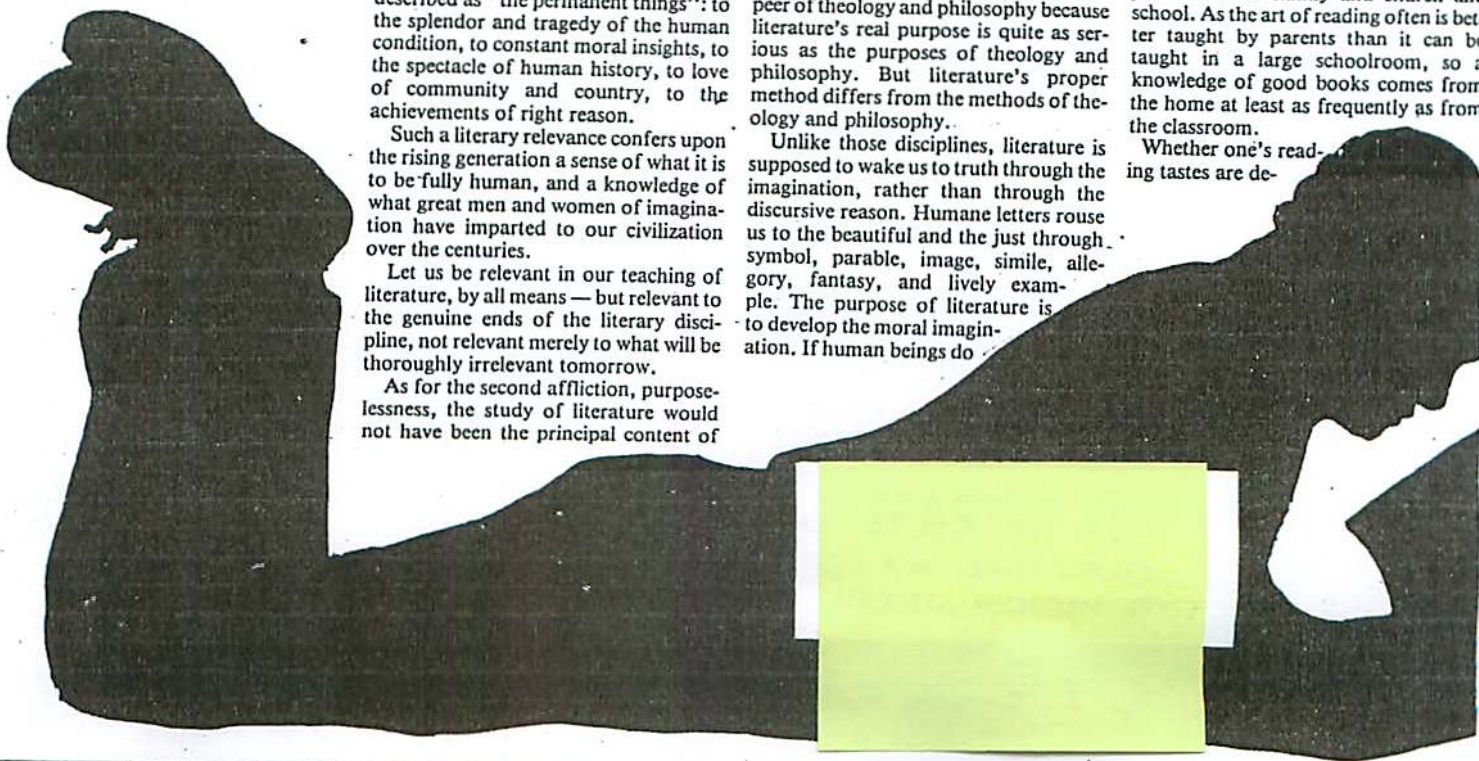 described as "the permanent things": to
the splendor and tragedy of the human
condition, to constant moral insights, to
the spectacle of human history, to love
of community and country, to the
achievements of right reason.
Such a literary relevance confers upon
the rising generation a sense of what it is
to be fully human, and a knowledge of
what great men and women of imagina-
tion have imparted to our civilization
over the centuries.
Let us be relevant in our teaching of
literature, by all means — but relevant to
the genuine ends of the literary disci-
pline, not relevant merely to what will be
thoroughly irrelevant tomorrow.
As for the second affliction, purpose-
lessness, the study of literature would
not have been the principal content of
peer of theology and philosophy because
literature's real purpose is quite as ser-
ious as the purposes of theology and
philosophy. But literature's proper
method differs from the methods of the-
ology and philosophy.
Unlike those disciplines, literature is
supposed to wake us to truth through the
imagination, rather than through the
discursive reason. Humane letters rouse
us to the beautiful and the just through
symbol, parable, image, simile, alle-
gory, fantasy, and lively exam-
ple. The purpose of literature is
to develop the moral imagin-
ation. If human beings do
school. As the art of reading often is bet-
ter taught by parents than it can be
taught in a large schoolroom, so a
knowledge of good books comes from
the home at least as frequently as from
the classroom.
Whether one's read-
ing tastes are de-